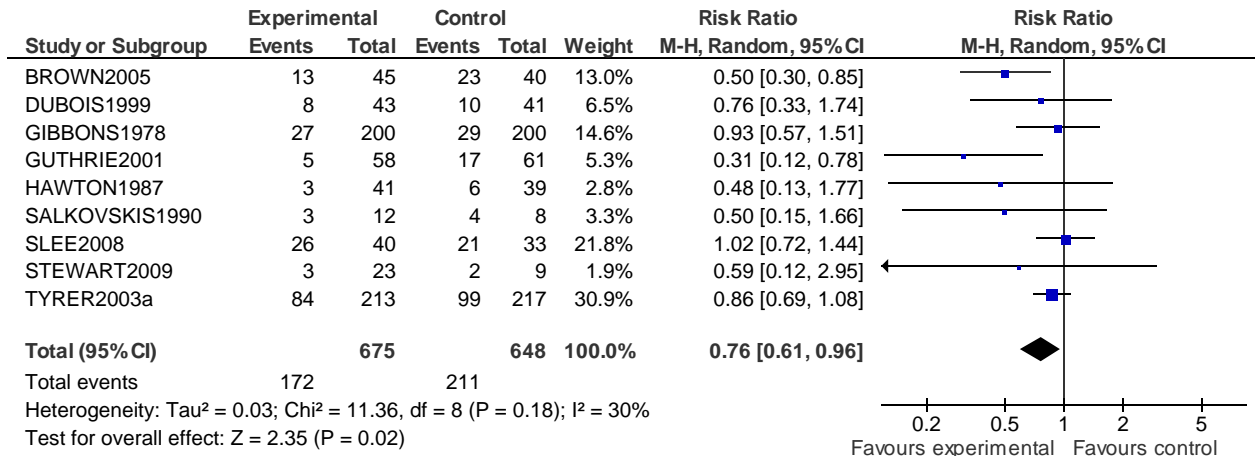 Experimental Control Risk Ratio Risk Ratio
Study or Subgroup Events Total Events Total Weight M-H, Random, 95% CI M-H, Random, 95% CI
BROWN2005 13 45 23 40 13.0% 0.50 [0.30, 0.85]
DUBOIS1999 8 43 10 41 6.5% 0.76 [0.33, 1.74]
GIBBONS1978 27 200 29 200 14.6% 0.93 [0.57, 1.51]
GUTHRIE2001 5 58 17 61 5.3% 0.31 [0.12, 0.78]
HAWTON1987 3 41 6 39 2.8% 0.48 [0.13, 1.77]
SALKOVSKIS1990 3 12 4 8 3.3% 0.50 [0.15, 1.66]
SLEE2008 26 40 21 33 21.8% 1.02 [0.72, 1.44]
STEWART2009 3 23 2 9 1.9% 0.59 [0.12, 2.95]
TYRER2003a 84 213 99 217 30.9% 0.86 [0.69, 1.08]
Total (95% CI) 675 648 100.0% 0.76 [0.61, 0.96]
Total events 172 211
Heterogeneity: Tau² = 0.03; Chi² = 11.36, df = 8 (P = 0.18); I² = 30%
Test for overall effect: Z = 2.35 (P = 0.02)
0.2 0.5 1 2 5
Favours experimental Favours control